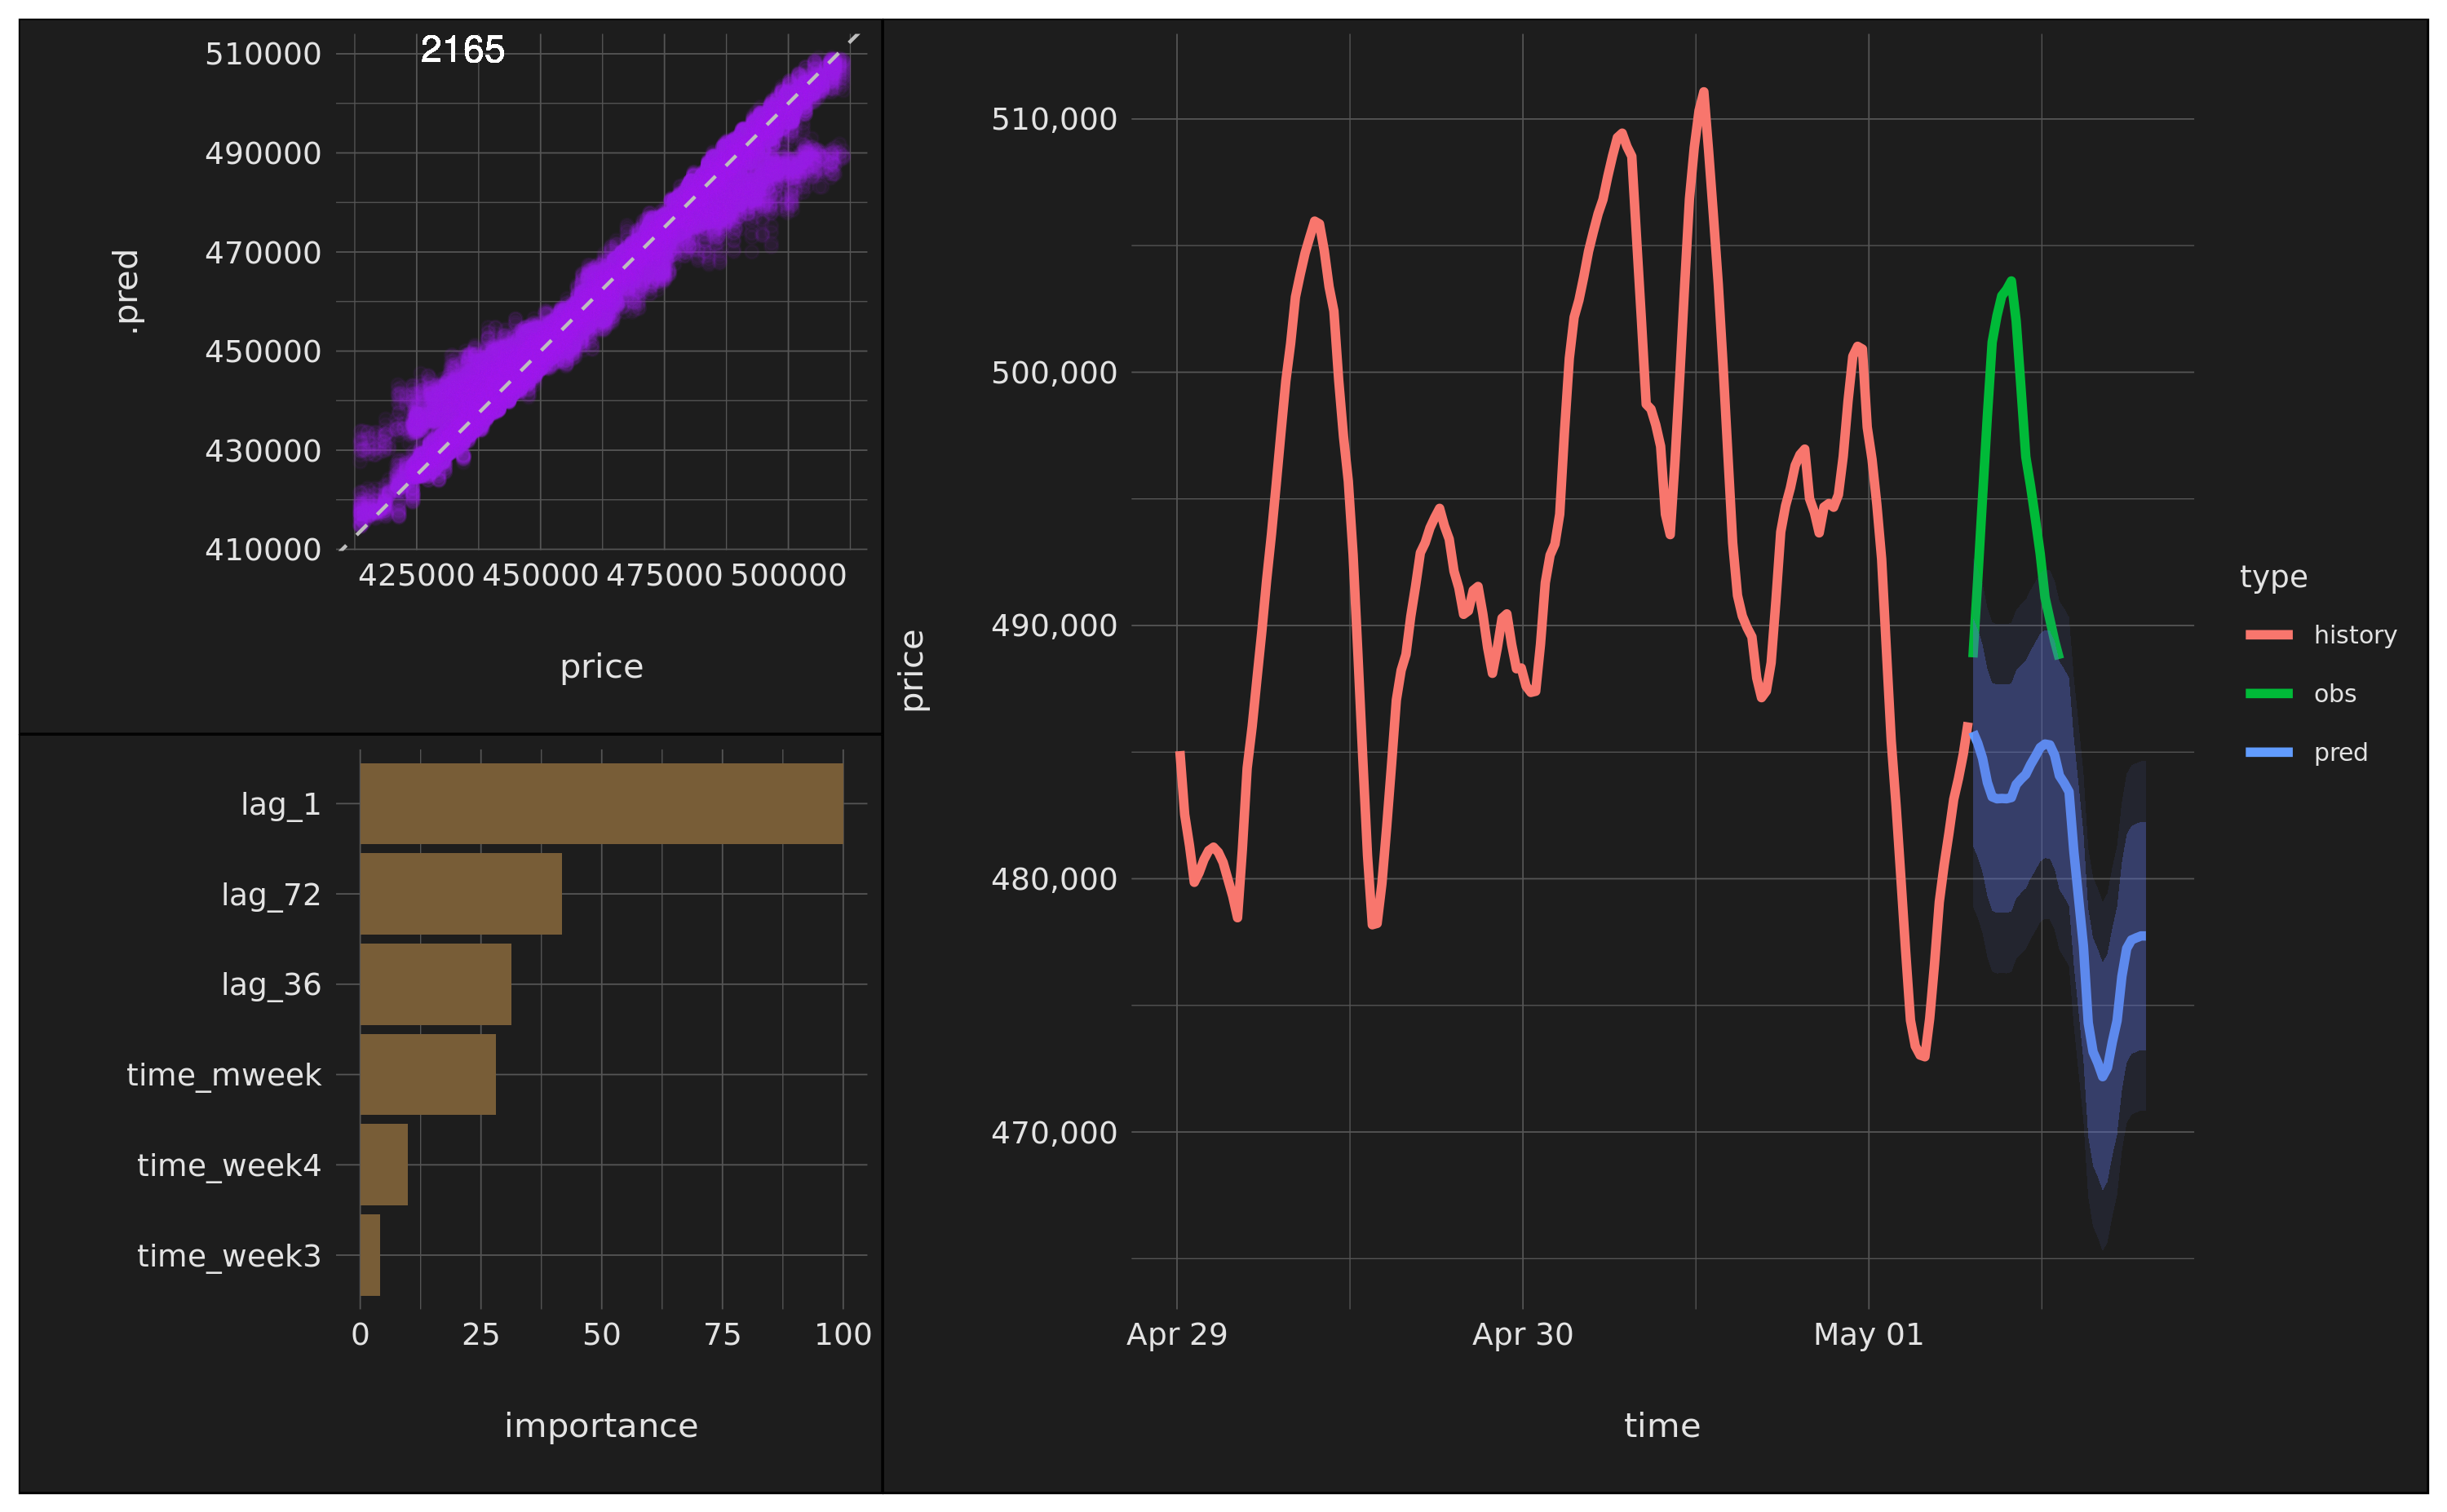 2165
510000
490000
470000
450000
430000
410000
.pred
425000 450000 475000 500000
price
lag_1
lag_72
lag_36
time_mweek
time_week4
time_week3
0 25 50 75 100
importance
510,000
500,000
490,000
480,000
470,000
price
Apr 29 Apr 30 May 01
time
type
history
obs
pred